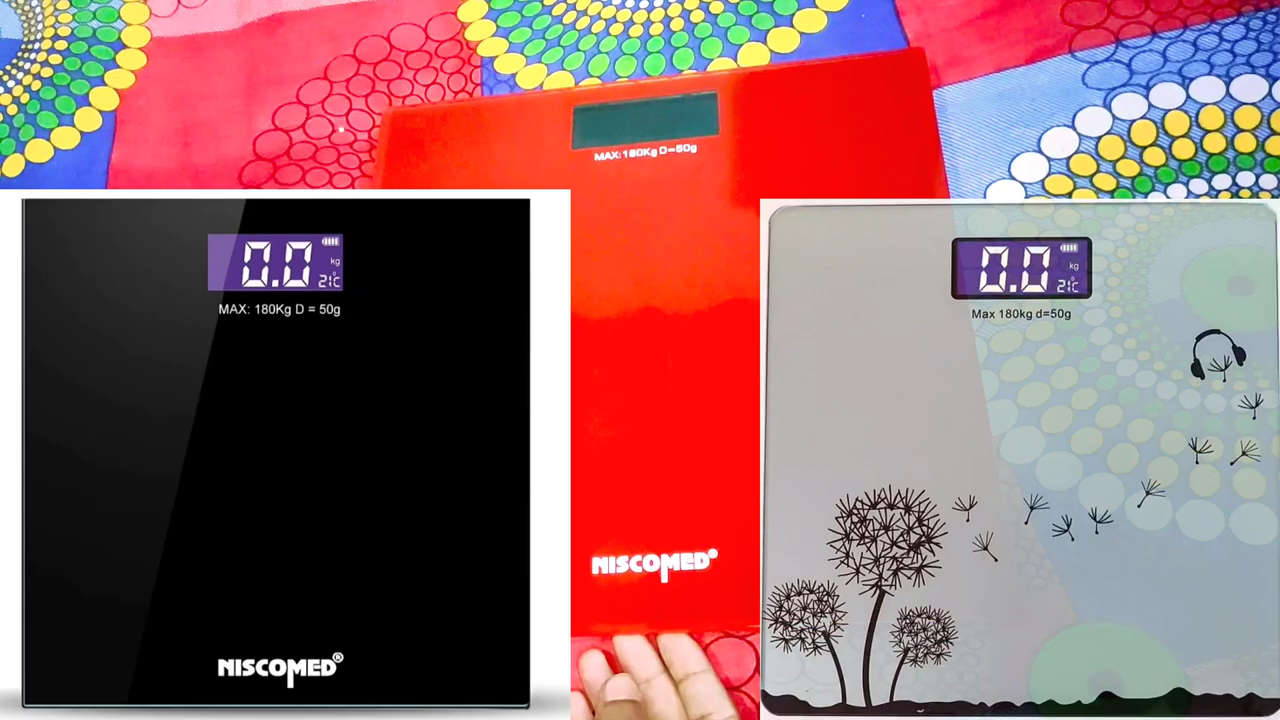 MAX:180Kg D=50g
0.0
kg
21°c
MAX: 180Kg D = 50g
NISCOMED®
NISCOMED®
0.0
kg
21°c
Max 180kg d=50g